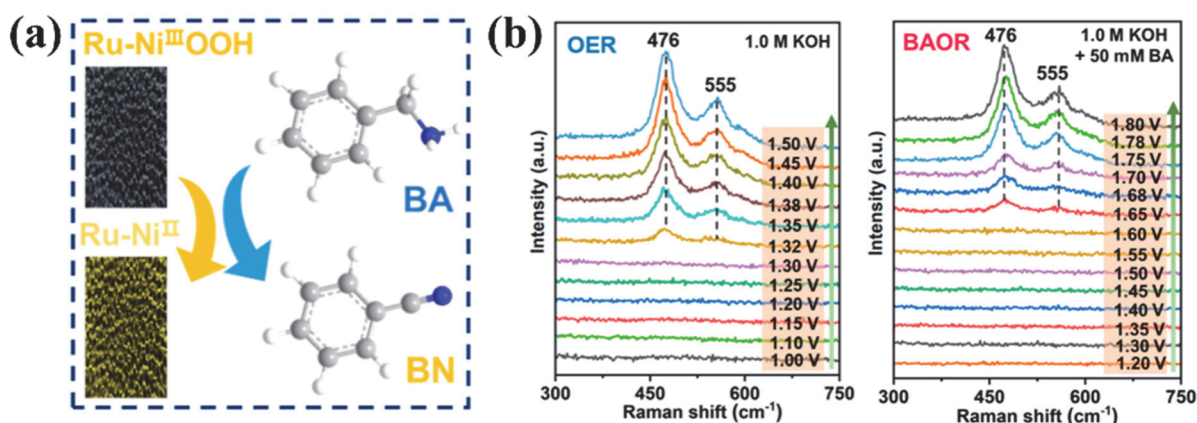 (a)
Ru-NiᴵᴵᴵOOH
BA
Ru-Niᴵᴵ
BN
(b)
OER
476
1.0 M KOH
555
1.50 V
1.45 V
1.40 V
1.38 V
1.35 V
1.32 V
1.30 V
1.25 V
1.20 V
1.15 V
1.10 V
1.00 V
Intensity (a.u.)
300 450 600 750
Raman shift (cm⁻¹)
BAOR
476
1.0 M KOH
+ 50 mM BA
555
1.80 V
1.78 V
1.75 V
1.70 V
1.68 V
1.65 V
1.60 V
1.55 V
1.50 V
1.45 V
1.40 V
1.35 V
1.30 V
1.20 V
Intensity (a.u.)
300 450 600 750
Raman shift (cm⁻¹)